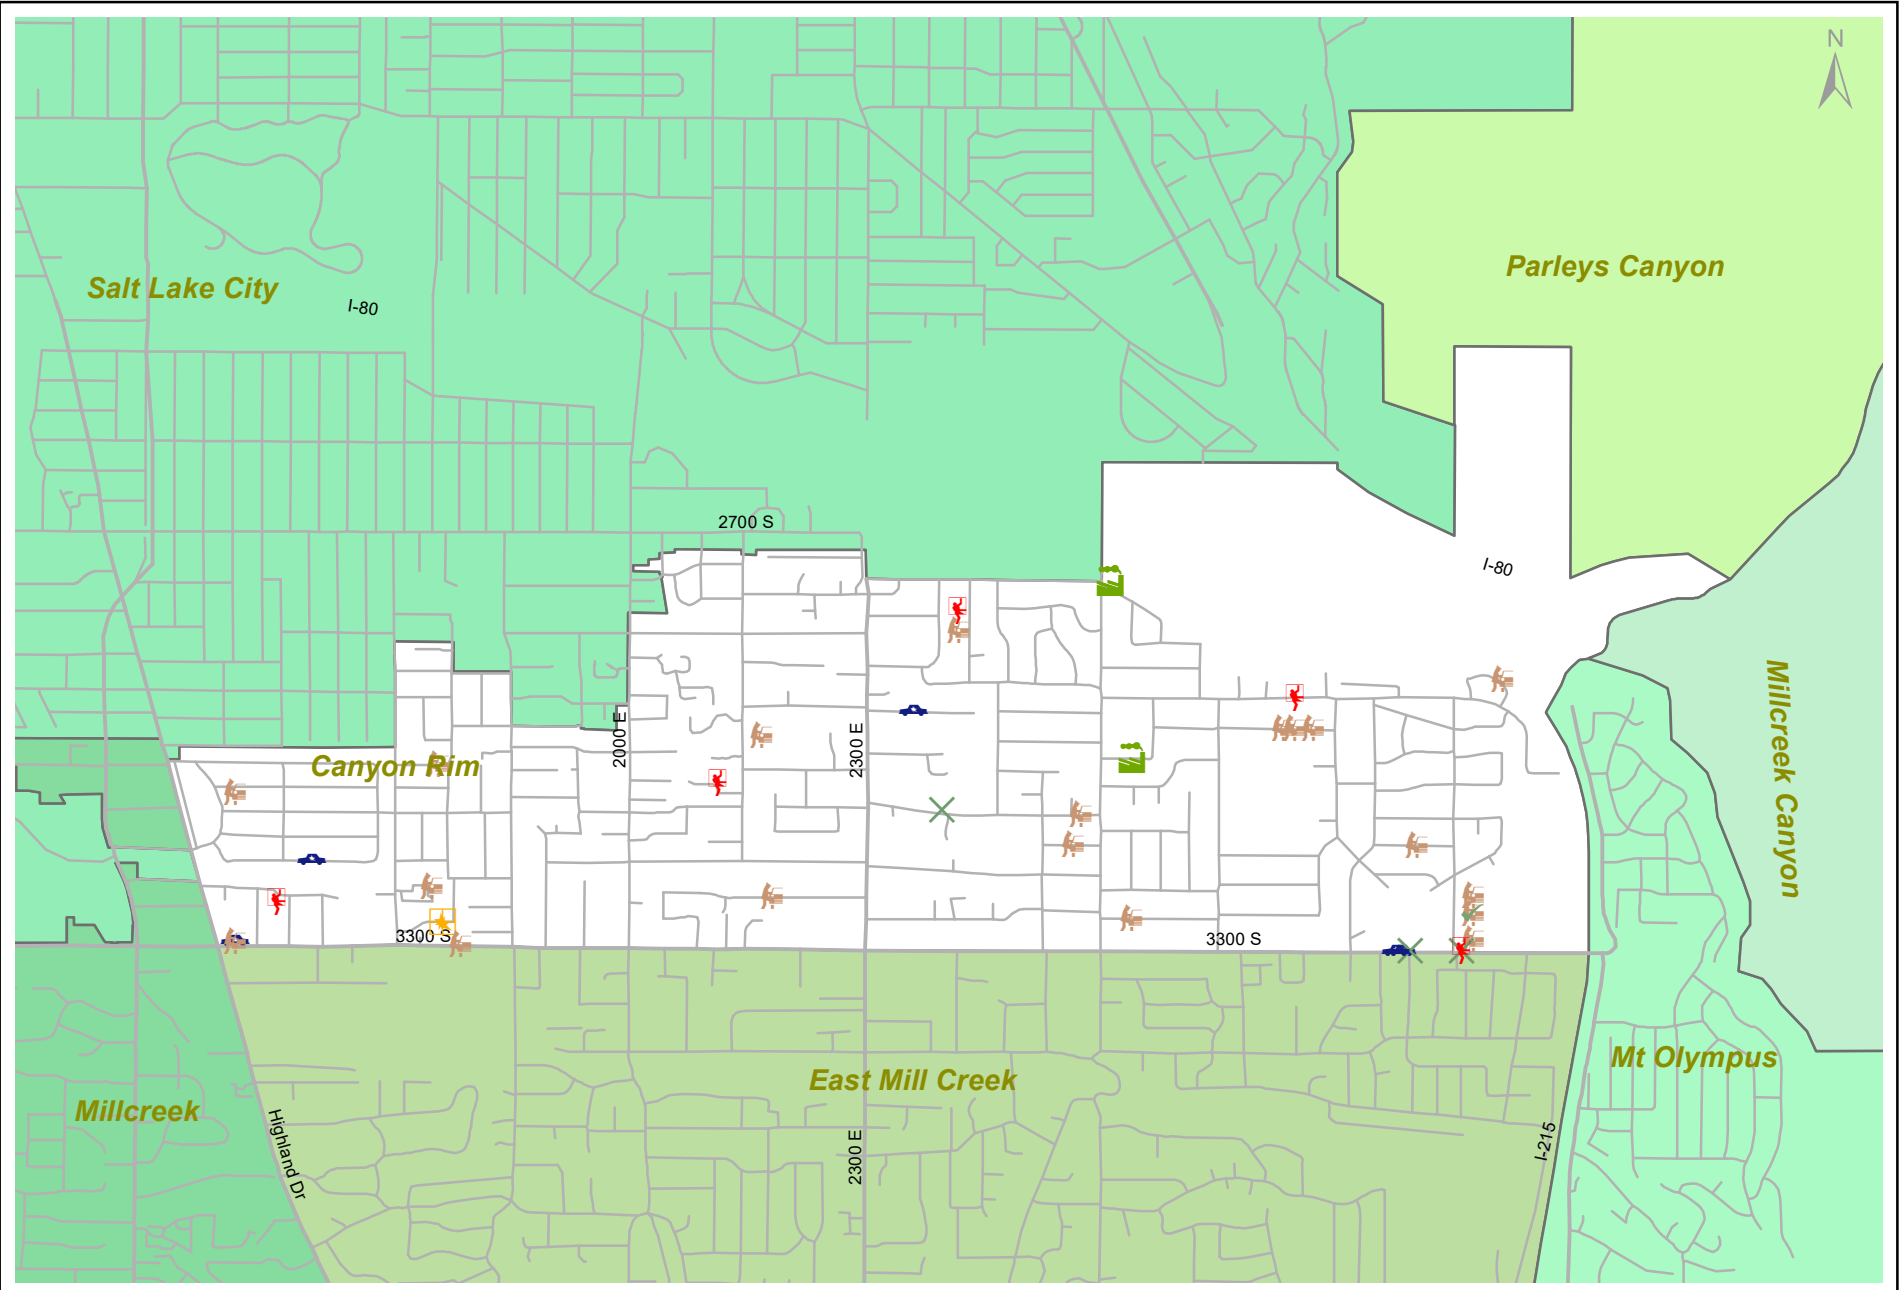 N
Parleys Canyon
Salt Lake City
I-80
2700 S
I-80
Millcreek Canyon
2000 E
2300 E
Canyon Rim
3300 S
3300 S
Mt Olympus
East Mill Creek
Millcreek
Highland Dr
2300 E
I-215